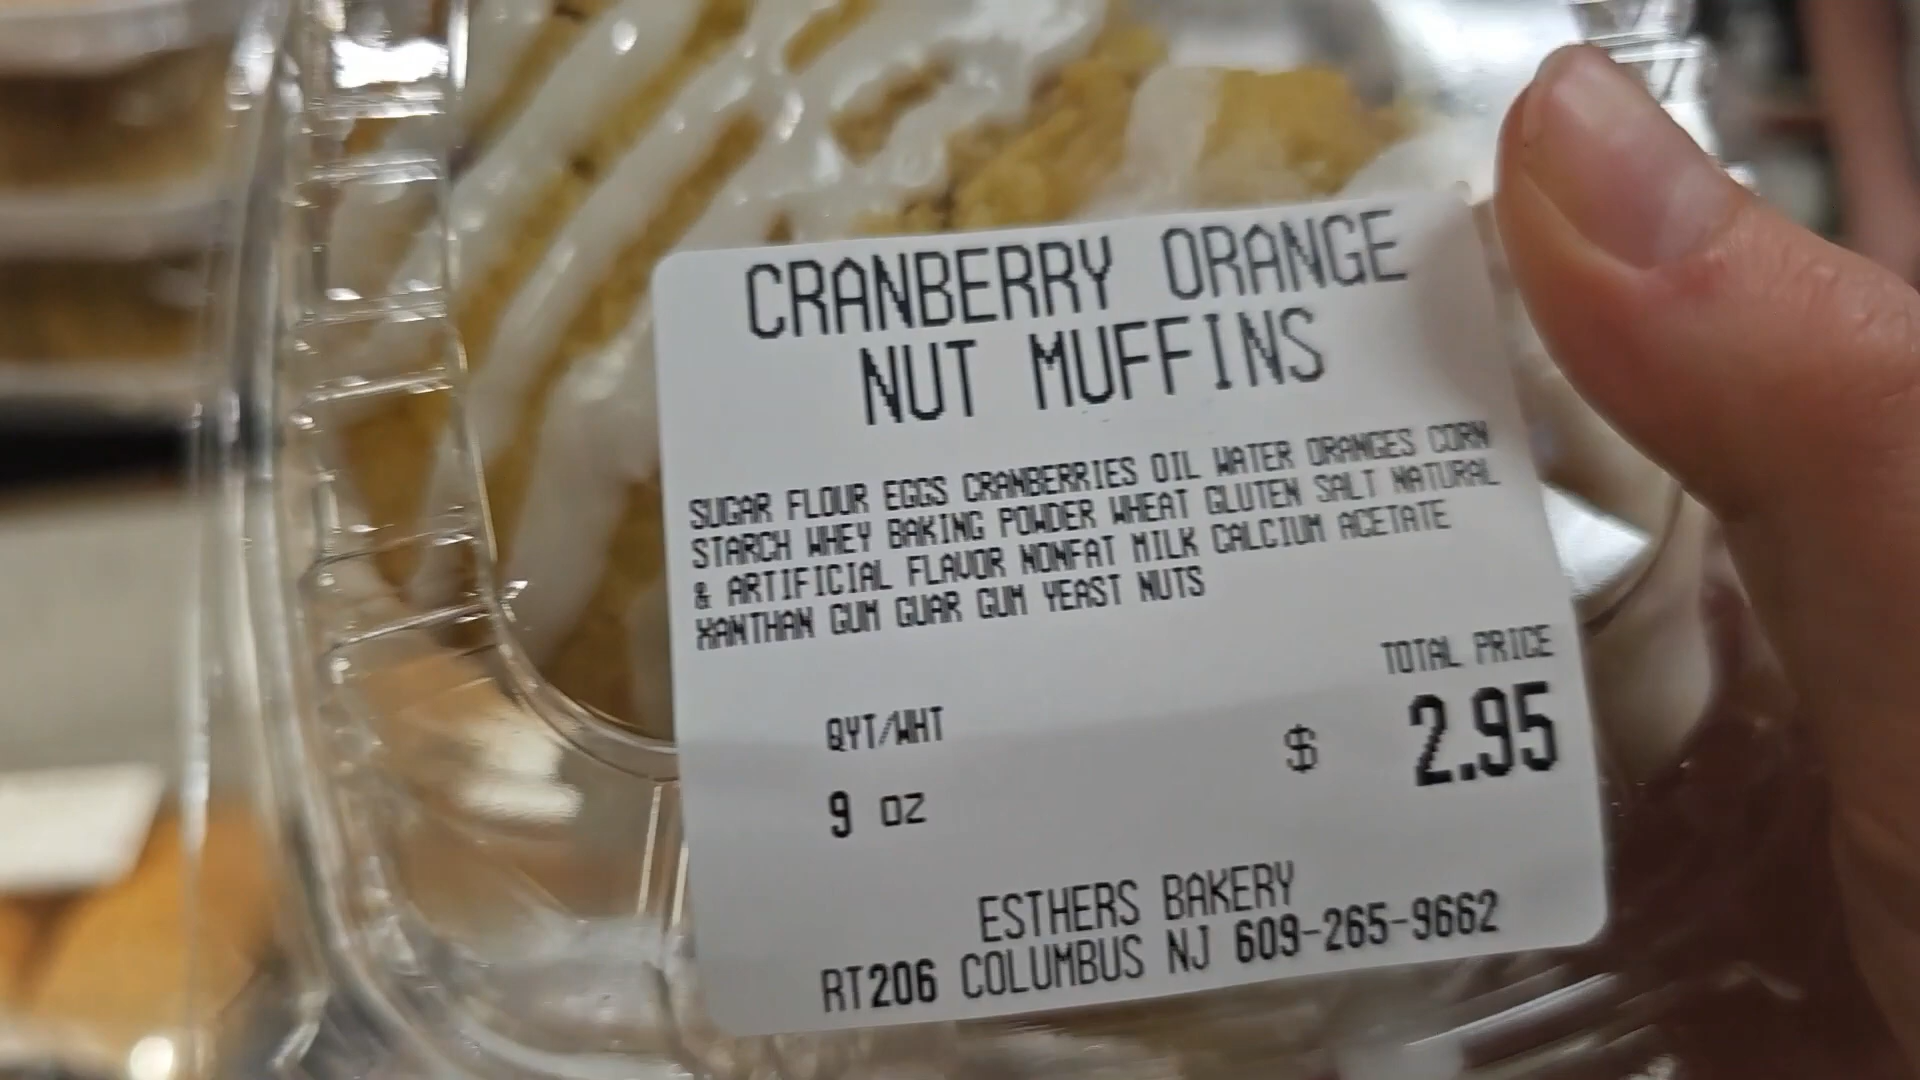 CRANBERRY ORANGE
NUT MUFFINS
SUGAR FLOUR EGGS CRANBERRIES OIL WATER ORANGES CORN
STARCH WHEY BAKING POWDER WHEAT GLUTEN SALT NATURAL
& ARTIFICIAL FLAVOR NONFAT MILK CALCIUM ACETATE
XANTHAN GUM GUAR GUM YEAST NUTS
TOTAL PRICE
QYT/WHT
$ 2.95
9 OZ
ESTHERS BAKERY
RT206 COLUMBUS NJ 609-265-9662